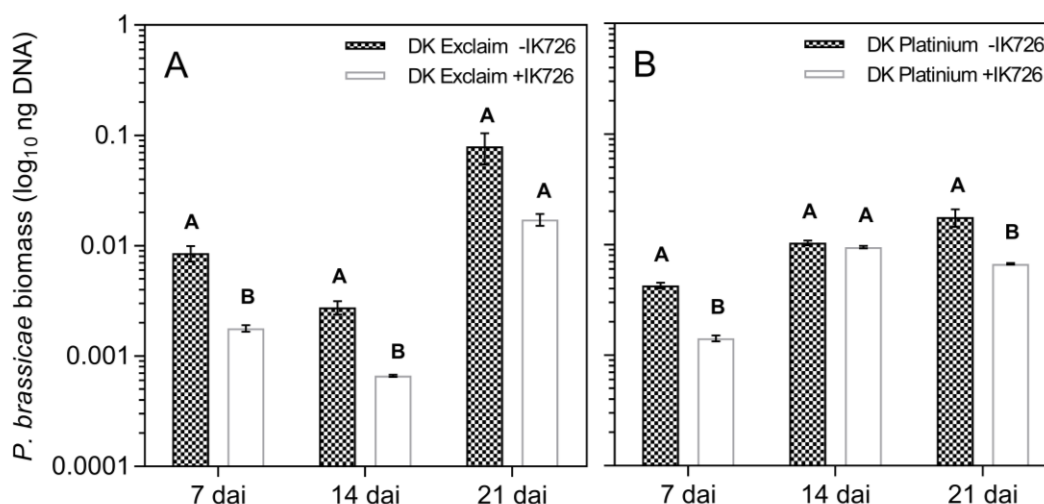 P. brassicae biomass (log10 ng DNA)
1
0.1
0.01
0.001
0.0001
A
DK Exclaim -IK726
DK Exclaim +IK726
A
B
A
B
A
A
7 dai 14 dai 21 dai
B
DK Platinium -IK726
DK Platinium +IK726
A
B
A
A
A
B
7 dai 14 dai 21 dai